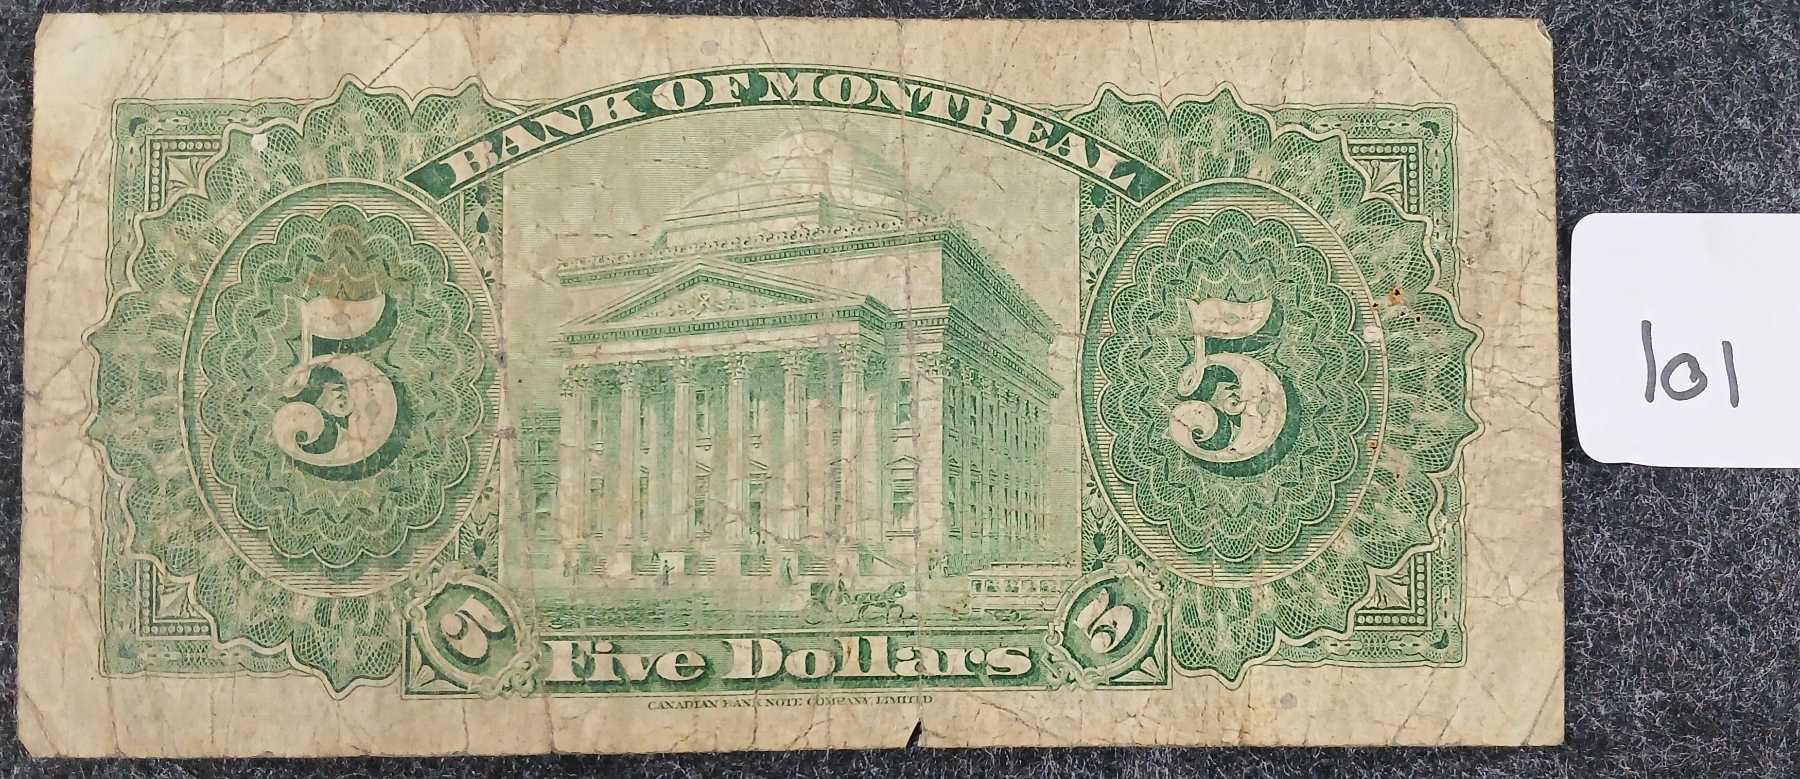 BANK OF MONTREAL
5
5
5
Five Dollars
5
CANADIAN BANK NOTE COMPANY, LIMITED
101